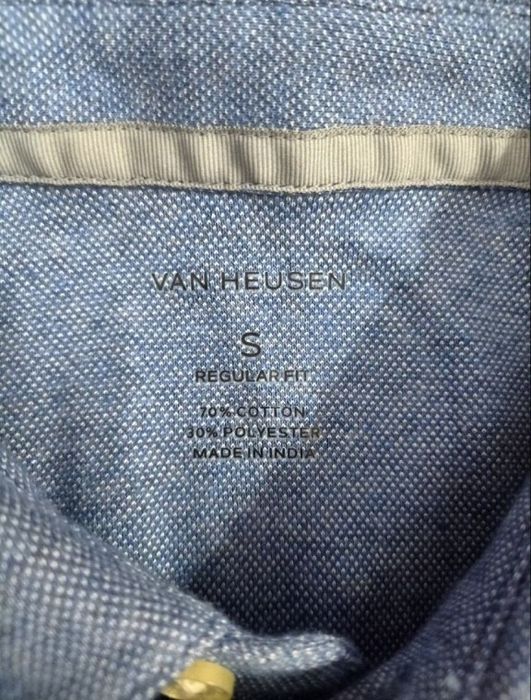 VAN HEUSEN
S
REGULAR FIT
70% COTTON
30% POLYESTER
MADE IN INDIA